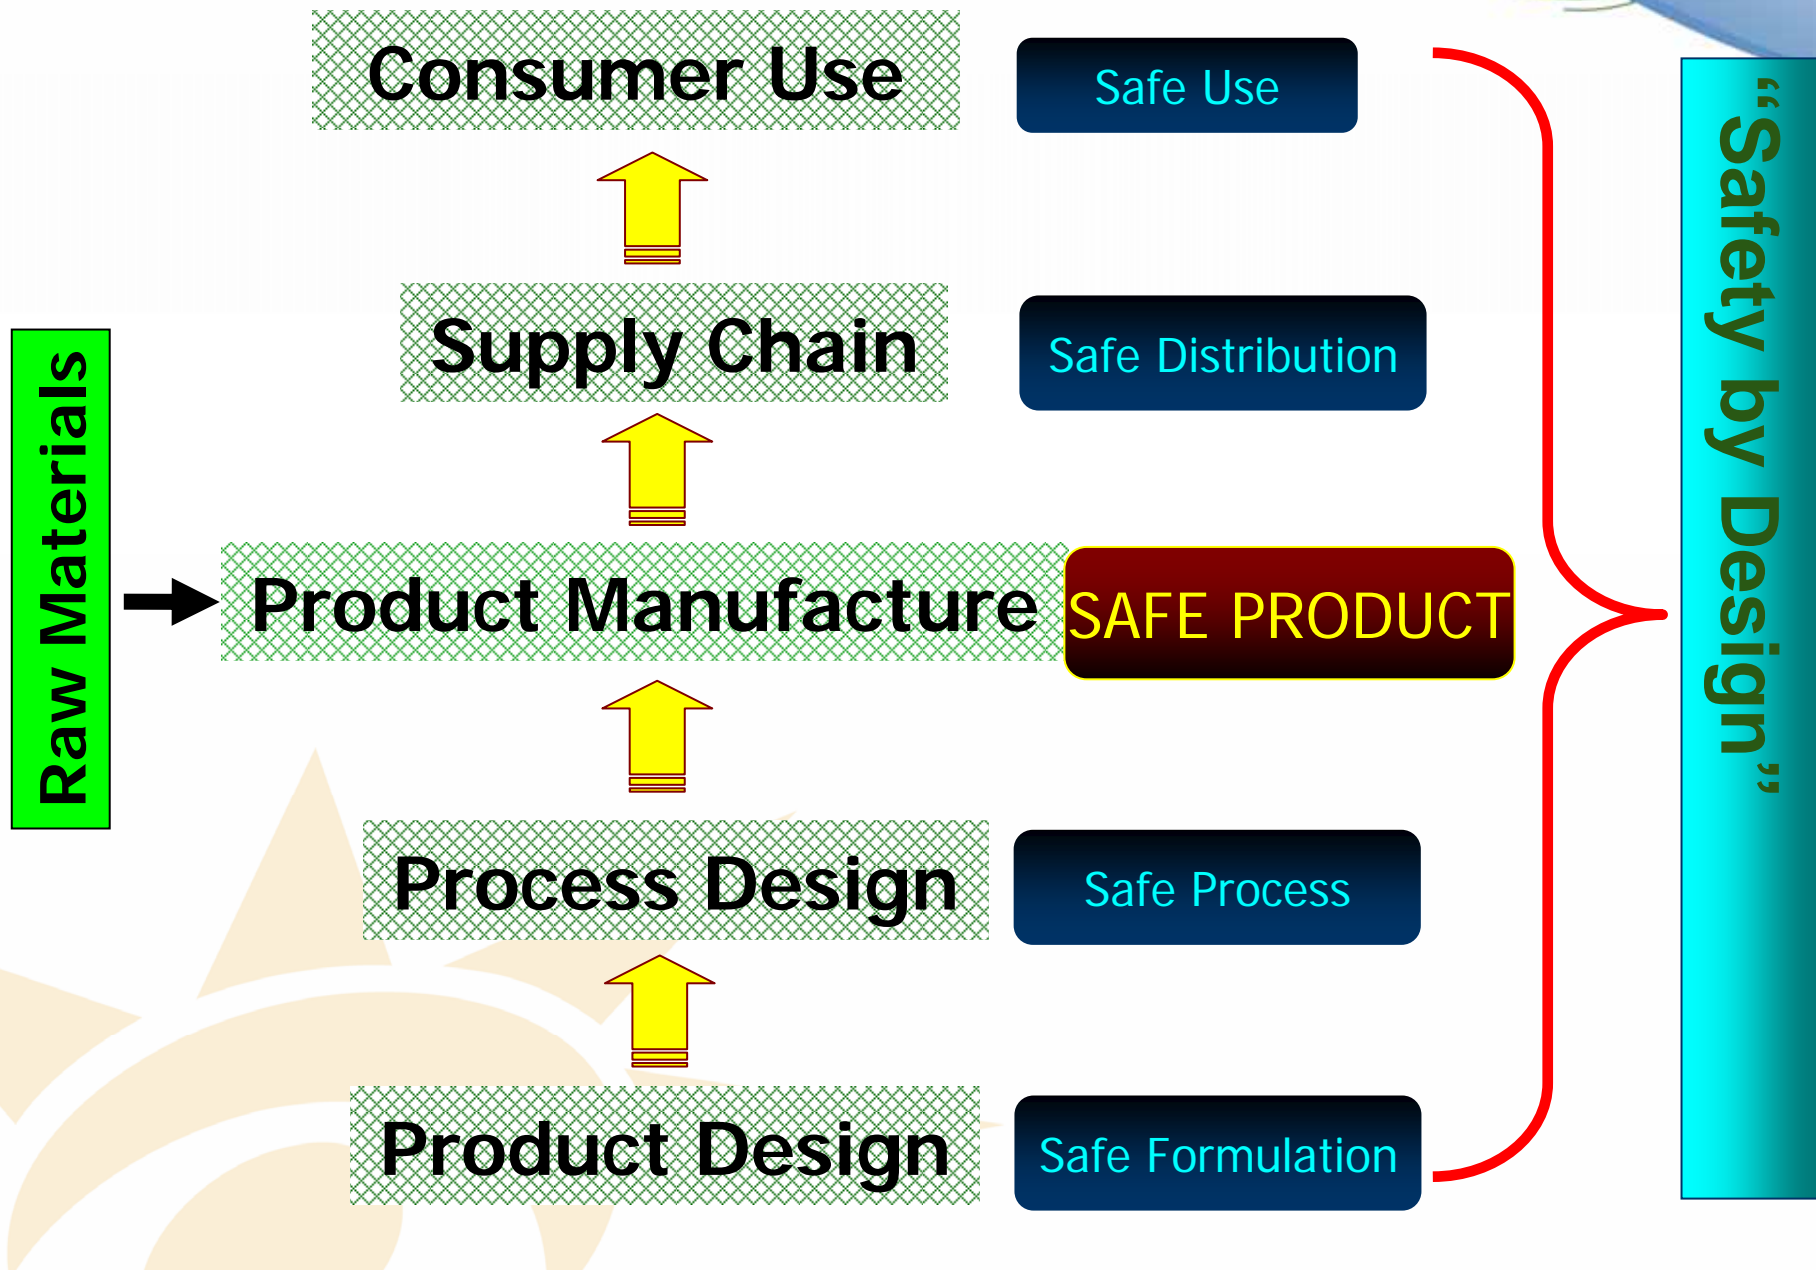 Consumer Use
Safe Use
Supply Chain
Safe Distribution
Raw Materials
Product Manufacture
SAFE PRODUCT
Process Design
Safe Process
Product Design
Safe Formulation
“Safety by Design”